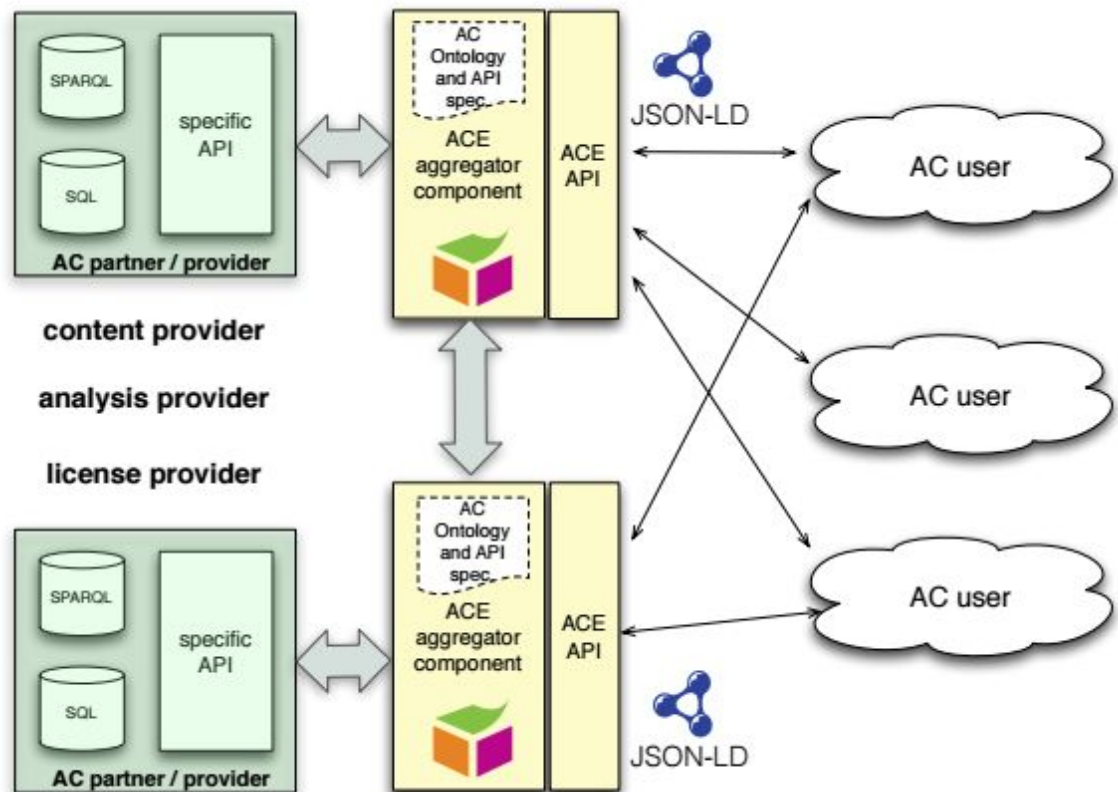 SPARQL
SQL
specific
API
AC partner / provider
AC
Ontology
and API
spec.
ACE
aggregator
component
ACE
API
JSON-LD
AC user
content provider
analysis provider
license provider
AC user
SPARQL
SQL
specific
API
AC partner / provider
AC
Ontology
and API
spec.
ACE
aggregator
component
ACE
API
JSON-LD
AC user